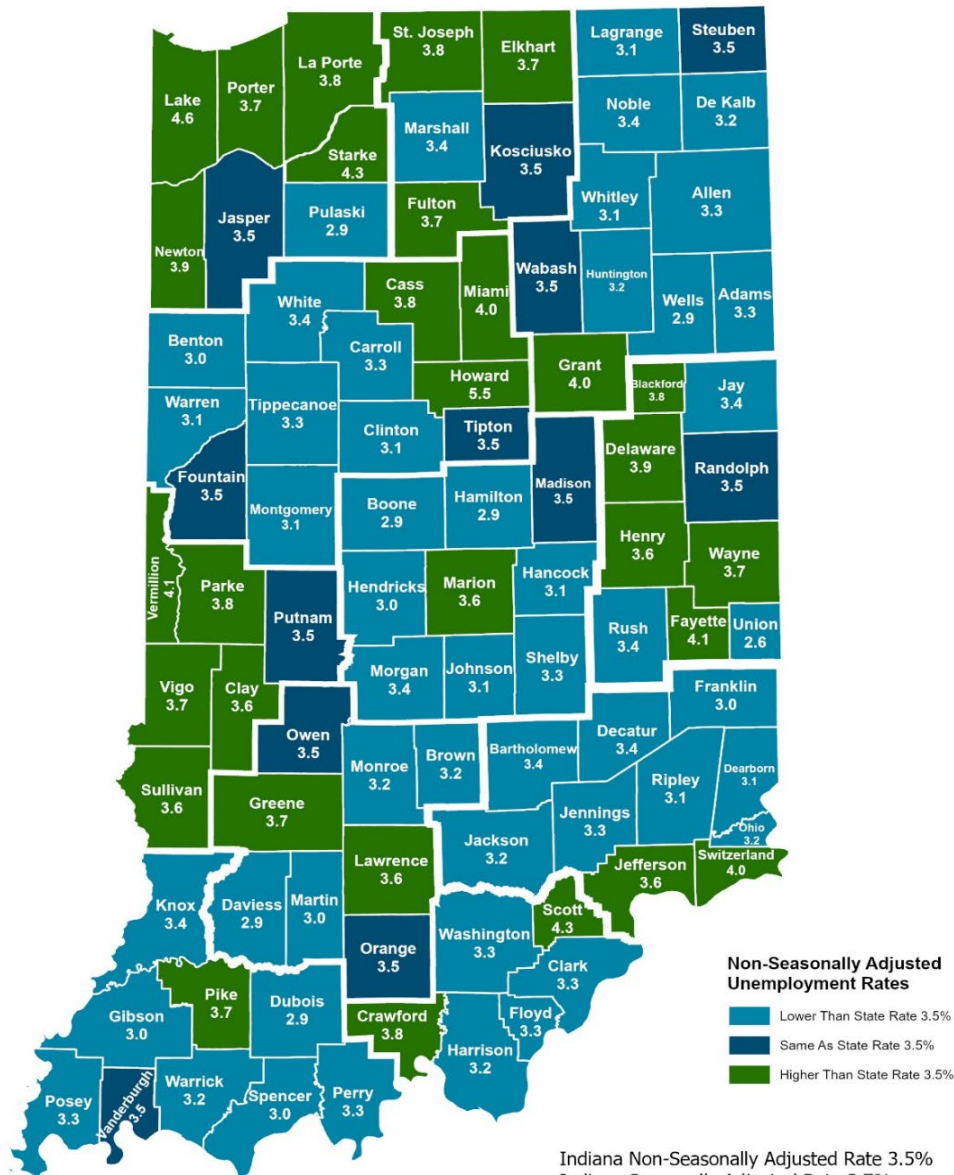 St. Joseph
3.8
Elkhart
3.7
Lagrange
3.1
Steuben
3.5
La Porte
3.8
Porter
3.7
Lake
4.6
Noble
3.4
De Kalb
3.2
Marshall
3.4
Kosciusko
3.5
Starke
4.3
Whitley
3.1
Allen
3.3
Jasper
3.5
Pulaski
2.9
Fulton
3.7
Newton
3.9
Wabash
3.5
Huntington
3.2
Wells
2.9
Adams
3.3
White
3.4
Cass
3.8
Miami
4.0
Benton
3.0
Carroll
3.3
Grant
4.0
Howard
5.5
Blackford
3.8
Jay
3.4
Warren
3.1
Tippecanoe
3.3
Clinton
3.1
Tipton
3.5
Delaware
3.9
Randolph
3.5
Fountain
3.5
Madison
3.5
Montgomery
3.1
Boone
2.9
Hamilton
2.9
Henry
3.6
Wayne
3.7
Vermillion
4.1
Parke
3.8
Putnam
3.5
Hendricks
3.0
Marion
3.6
Hancock
3.1
Rush
3.4
Fayette
4.1
Union
2.6
Vigo
3.7
Clay
3.6
Morgan
3.4
Johnson
3.1
Shelby
3.3
Franklin
3.0
Owen
3.5
Monroe
3.2
Brown
3.2
Bartholomew
3.4
Decatur
3.4
Ripley
3.1
Dearborn
3.1
Sullivan
3.6
Greene
3.7
Jennings
3.3
Ohio
3.2
Jackson
3.2
Lawrence
3.6
Jefferson
3.6
Switzerland
4.0
Knox
3.4
Daviess
2.9
Martin
3.0
Scott
4.3
Washington
3.3
Orange
3.5
Clark
3.3
Pike
3.7
Dubois
2.9
Gibson
3.0
Crawford
3.8
Floyd
3.3
Harrison
3.2
Posey
3.3
Vanderburgh
3.5
Warrick
3.2
Spencer
3.0
Perry
3.3
Non-Seasonally Adjusted
Unemployment Rates
Lower Than State Rate 3.5%
Same As State Rate 3.5%
Higher Than State Rate 3.5%
Indiana Non-Seasonally Adjusted Rate 3.5%